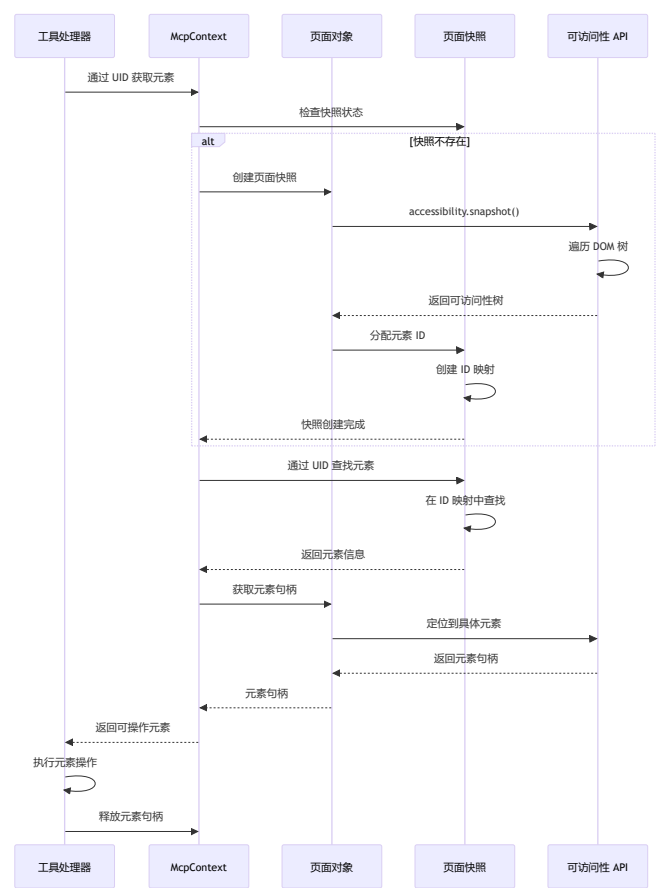 工具处理器
McpContext
页面对象
页面快照
可访问性 API
通过 UID 获取元素
检查快照状态
alt
[快照不存在]
创建页面快照
accessibility.snapshot()
遍历 DOM 树
返回可访问性树
分配元素 ID
创建 ID 映射
快照创建完成
通过 UID 查找元素
在 ID 映射中查找
返回元素信息
获取元素句柄
定位到具体元素
返回元素句柄
元素句柄
返回可操作元素
执行元素操作
释放元素句柄
工具处理器
McpContext
页面对象
页面快照
可访问性 API